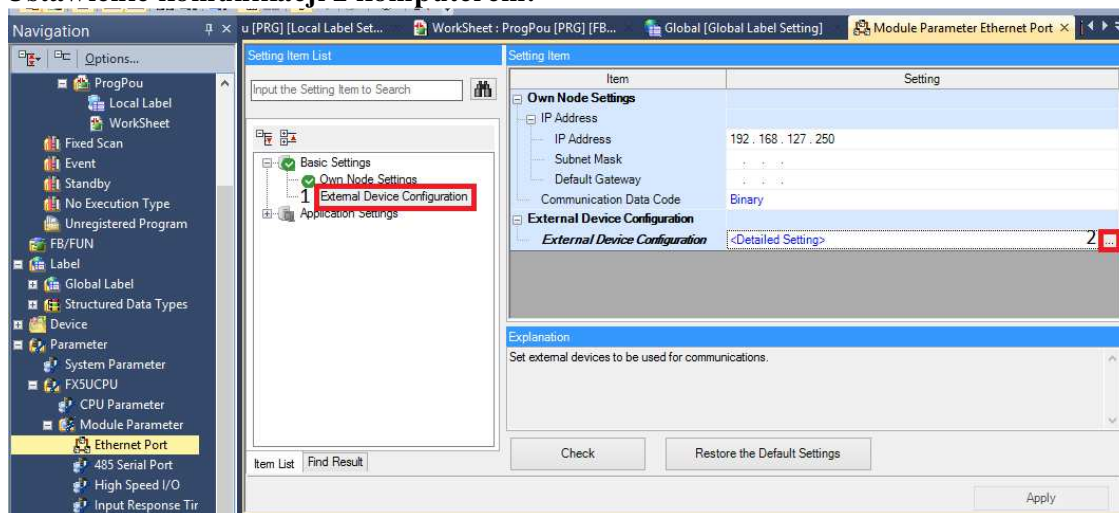 Ustawienie komunikacji z komputerem:
Navigation
Options...
ProgPou
Local Label
WorkSheet
Fixed Scan
Event
Standby
No Execution Type
Unregistered Program
FB/FUN
Label
Global Label
Structured Data Types
Device
Parameter
System Parameter
FX5UCPU
CPU Parameter
Module Parameter
Ethernet Port
485 Serial Port
High Speed I/O
Input Response Tir
u [PRG] [Local Label Set...
WorkSheet : ProgPou [PRG] [FB...
Global [Global Label Setting]
Module Parameter Ethernet Port
Setting Item List
Input the Setting Item to Search
Basic Settings
Own Node Settings
1 External Device Configuration
Application Settings
Item List
Find Result
Setting Item
Item Setting
Own Node Settings
IP Address
IP Address 192 . 168 . 127 . 250
Subnet Mask . . .
Default Gateway . . .
Communication Data Code Binary
External Device Configuration
External Device Configuration <Detailed Setting> 2 ...
Explanation
Set external devices to be used for communications.
Check
Restore the Default Settings
Apply